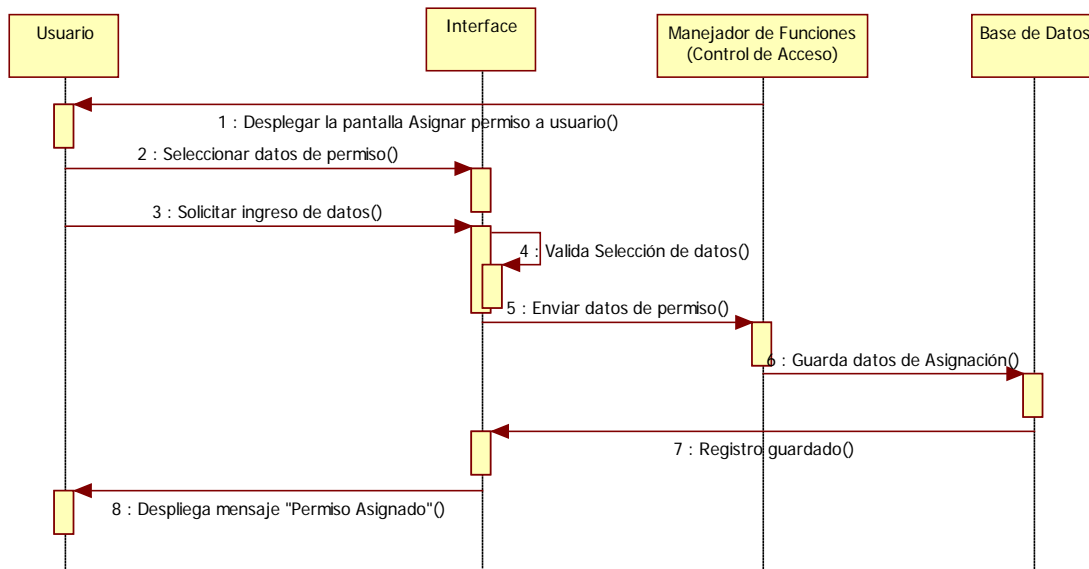 Usuario
Interface
Manejador de Funciones
(Control de Acceso)
Base de Datos
1 : Desplegar la pantalla Asignar permiso a usuario()
2 : Seleccionar datos de permiso()
3 : Solicitar ingreso de datos()
4 : Valida Selección de datos()
5 : Enviar datos de permiso()
6 : Guarda datos de Asignación()
7 : Registro guardado()
8 : Despliega mensaje "Permiso Asignado"()